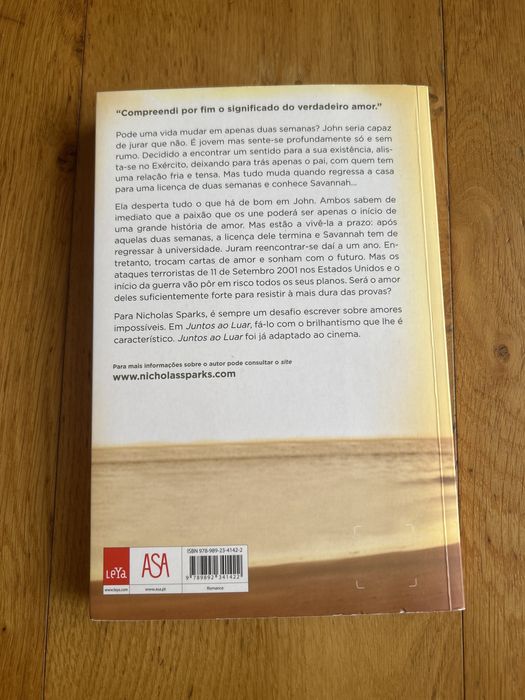 “Compreendi por fim o significado do verdadeiro amor.”
Pode uma vida mudar em apenas duas semanas? John seria capaz
de jurar que não. É jovem mas sente-se profundamente só e sem
rumo. Decidido a encontrar um sentido para a sua existência, alis-
ta-se no Exército, deixando para trás apenas o pai, com quem tem
uma relação fria e tensa. Mas tudo muda quando regressa a casa
para uma licença de duas semanas e conhece Savannah...
Ela desperta tudo o que há de bom em John. Ambos sabem de
imediato que a paixão que os une poderá ser apenas o início de
uma grande história de amor. Mas estão a vivê-la a prazo: após
aquelas duas semanas, a licença dele termina e Savannah tem de
regressar à universidade. Juram reencontrar-se daí a um ano. En-
tretanto, trocam cartas de amor e sonham com o futuro. Mas os
ataques terroristas de 11 de Setembro 2001 nos Estados Unidos e o
início da guerra vão pôr em risco todos os seus planos. Será o amor
deles suficientemente forte para resistir à mais dura das provas?
Para Nicholas Sparks, é sempre um desafio escrever sobre amores
impossíveis. Em Juntos ao Luar, fá-lo com o brilhantismo que lhe é
característico. Juntos ao Luar foi já adaptado ao cinema.
Para mais informações sobre o autor pode consultar o site
www.nicholassparks.com
LeYa
www.leya.com
ASA
www.asa.pt
ISBN 978-989-23-4142-2
9 789892 341422
Romance